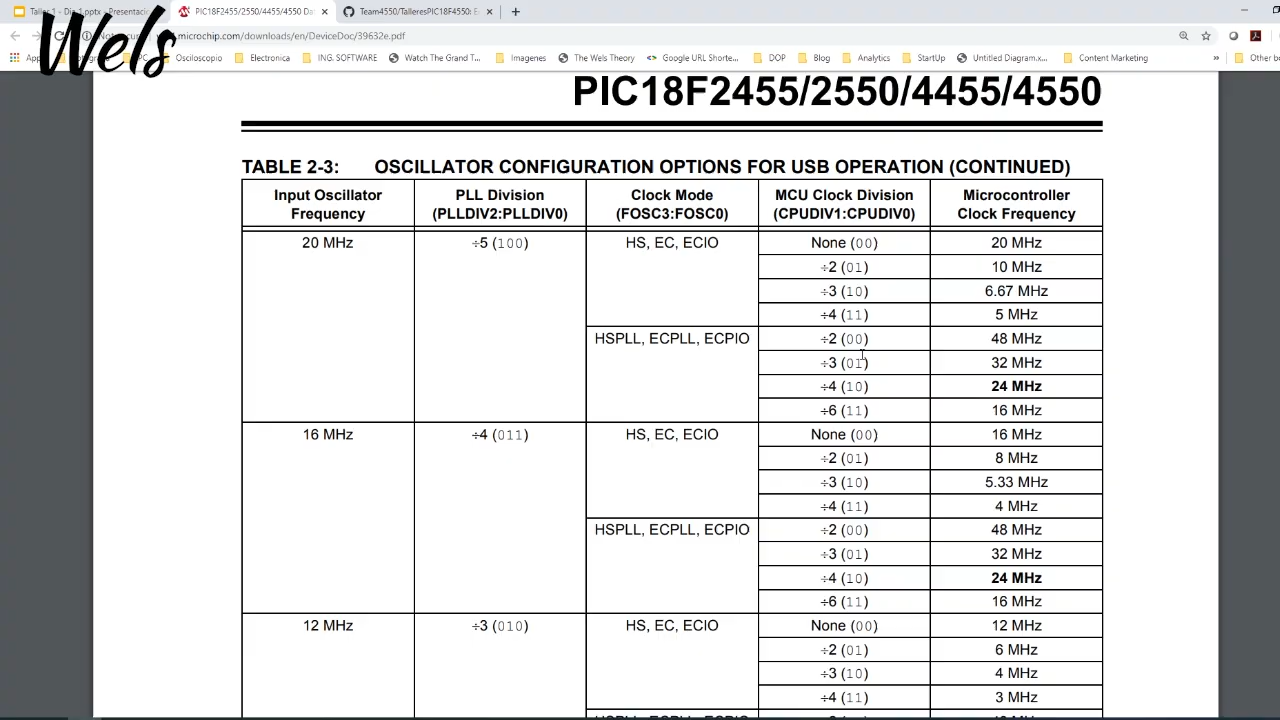 Taller 1 - Dia 1.pptx - Presentacio
PIC18F2455/2550/4455/4550 Da
Team4550/TalleresPIC18F4550: E
Wels
microchip.com/downloads/en/DeviceDoc/39632e.pdf
PC
Osciloscopio
Electronica
ING. SOFTWARE
Watch The Grand T...
Imagenes
The Wels Theory
Google URL Shorte...
DOP
Blog
Analytics
StartUp
Untitled Diagram.x...
Content Marketing
»
Other bo
PIC18F2455/2550/4455/4550
TABLE 2-3: OSCILLATOR CONFIGURATION OPTIONS FOR USB OPERATION (CONTINUED)
Input Oscillator Frequency PLL Division (PLLDIV2:PLLDIV0) Clock Mode (FOSC3:FOSC0) MCU Clock Division (CPUDIV1:CPUDIV0) Microcontroller Clock Frequency
20 MHz ÷5 (100) HS, EC, ECIO None (00) 20 MHz
÷2 (01) 10 MHz
÷3 (10) 6.67 MHz
÷4 (11) 5 MHz
HSPLL, ECPLL, ECPIO ÷2 (00) 48 MHz
÷3 (01) 32 MHz
÷4 (10) 24 MHz
÷6 (11) 16 MHz
16 MHz ÷4 (011) HS, EC, ECIO None (00) 16 MHz
÷2 (01) 8 MHz
÷3 (10) 5.33 MHz
÷4 (11) 4 MHz
HSPLL, ECPLL, ECPIO ÷2 (00) 48 MHz
÷3 (01) 32 MHz
÷4 (10) 24 MHz
÷6 (11) 16 MHz
12 MHz ÷3 (010) HS, EC, ECIO None (00) 12 MHz
÷2 (01) 6 MHz
÷3 (10) 4 MHz
÷4 (11) 3 MHz